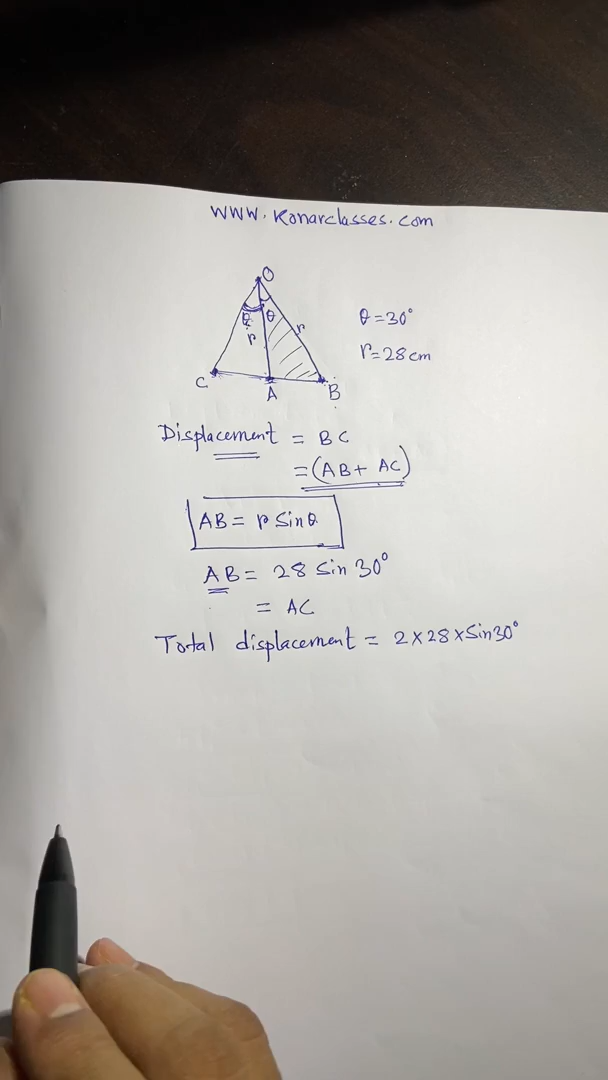 WWW. Konarclasses. com
O
θ θ
r r
θ = 30°
r = 28 cm
C A B
Displacement = BC
= (AB + AC)
AB = r Sinθ
AB = 28 Sin 30°
= AC
Total displacement = 2 × 28 × Sin30°